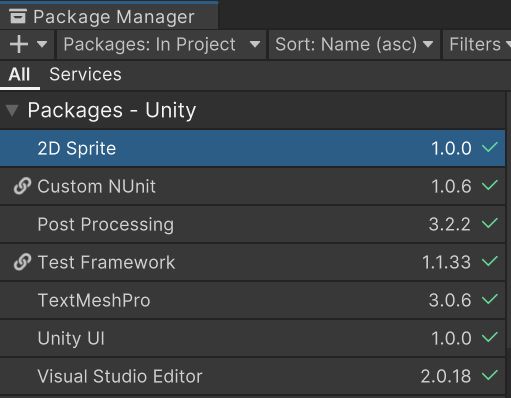 Package Manager
+ Packages: In Project Sort: Name (asc) Filters
All Services
Packages - Unity
2D Sprite 1.0.0
Custom NUnit 1.0.6
Post Processing 3.2.2
Test Framework 1.1.33
TextMeshPro 3.0.6
Unity UI 1.0.0
Visual Studio Editor 2.0.18